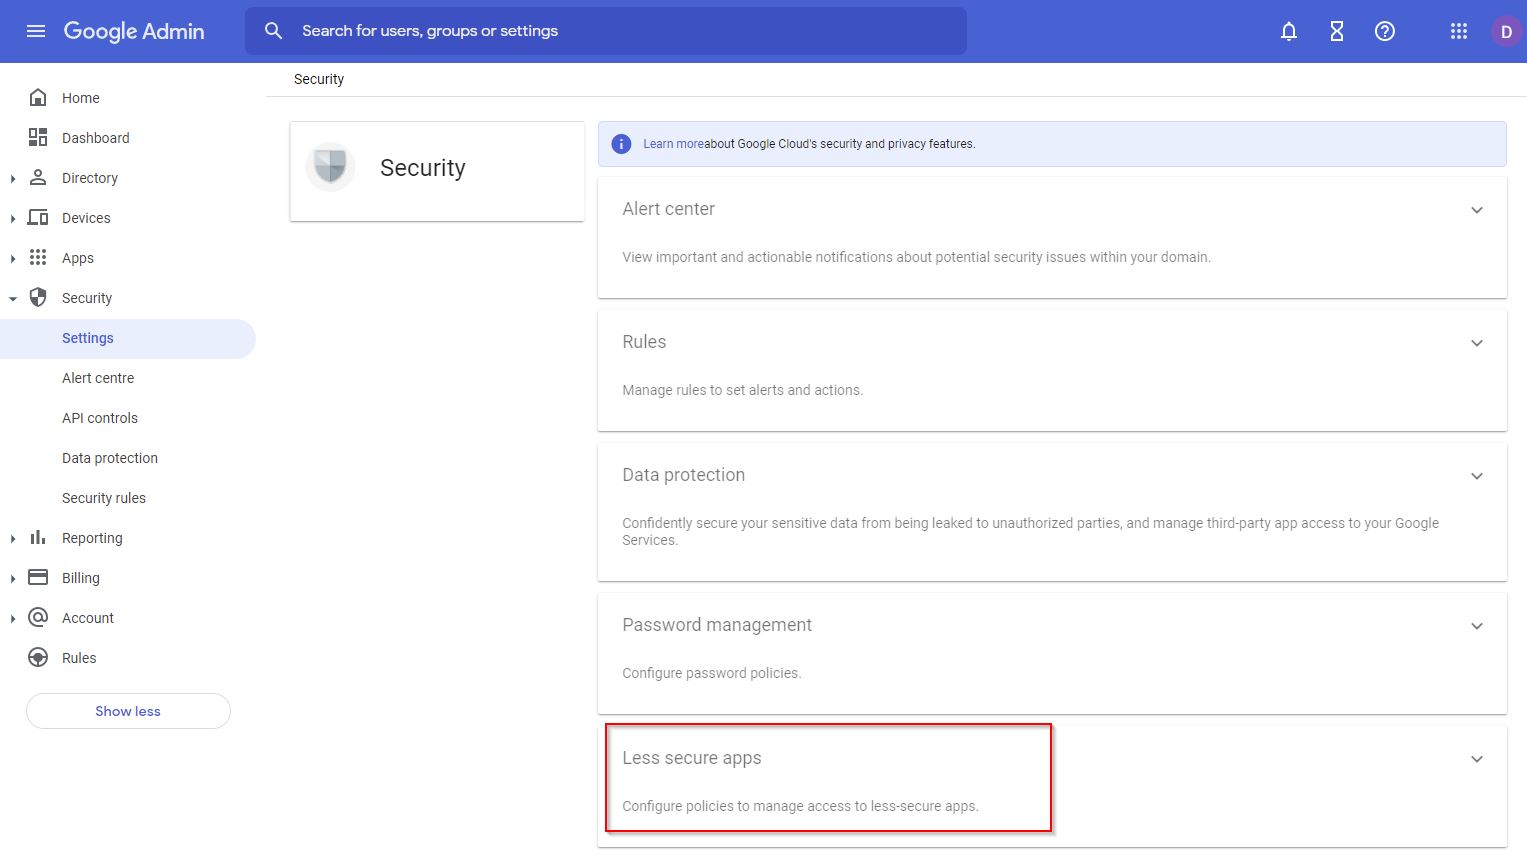 Google Admin
Search for users, groups or settings
D
Home
Dashboard
Directory
Devices
Apps
Security
Settings
Alert centre
API controls
Data protection
Security rules
Reporting
Billing
Account
Rules
Show less
Security
Security
Learn moreabout Google Cloud's security and privacy features.
Alert center
View important and actionable notifications about potential security issues within your domain.
Rules
Manage rules to set alerts and actions.
Data protection
Confidently secure your sensitive data from being leaked to unauthorized parties, and manage third-party app access to your Google
Services.
Password management
Configure password policies.
Less secure apps
Configure policies to manage access to less-secure apps.